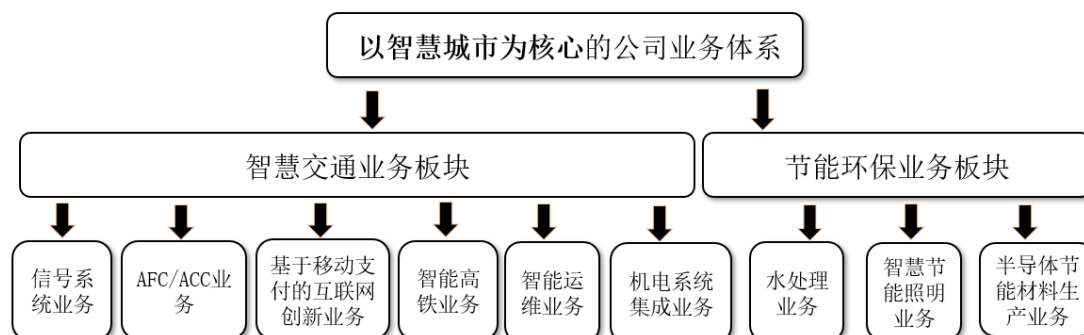 以智慧城市为核心的公司业务体系
智慧交通业务板块
节能环保业务板块
信号系
统业务
AFC/ACC业
务
基于移动支
付的互联网
创新业务
智能高
铁业务
智能运
维业务
机电系统
集成业务
水处理
业务
智慧节
能照明
业务
半导体节
能材料生
产业务